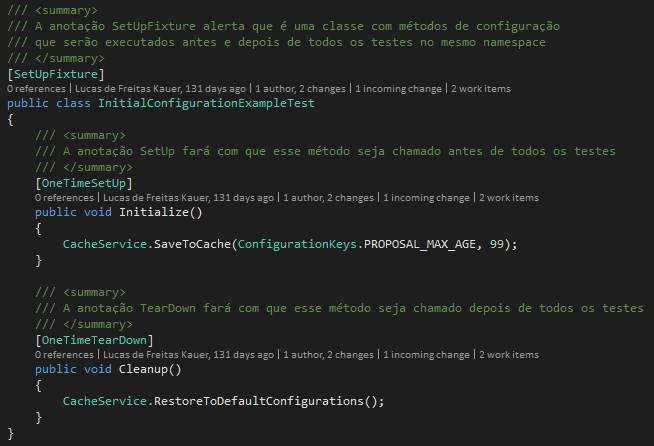 /// <summary>
/// A anotação SetUpFixture alerta que é uma classe com métodos de configuração
/// que serão executados antes e depois de todos os testes no mesmo namespace
/// </summary>
[SetUpFixture]
0 references | Lucas de Freitas Kauer, 131 days ago | 1 author, 2 changes | 1 incoming change | 2 work items
public class InitialConfigurationExampleTest
{
/// <summary>
/// A anotação SetUp fará com que esse método seja chamado antes de todos os testes
/// </summary>
[OneTimeSetUp]
0 references | Lucas de Freitas Kauer, 131 days ago | 1 author, 2 changes | 1 incoming change | 2 work items
public void Initialize()
{
CacheService.SaveToCache(ConfigurationKeys.PROPOSAL_MAX_AGE, 99);
}
/// <summary>
/// A anotação TearDown fará com que esse método seja chamado depois de todos os testes
/// </summary>
[OneTimeTearDown]
0 references | Lucas de Freitas Kauer, 131 days ago | 1 author, 2 changes | 1 incoming change | 2 work items
public void Cleanup()
{
CacheService.RestoreToDefaultConfigurations();
}
}